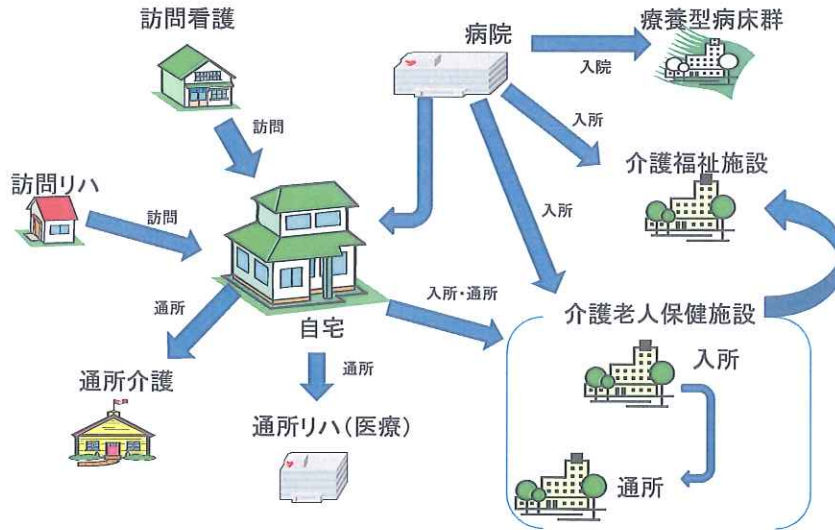 訪問看護
病院
療養型病床群
入院
訪問
入所
介護福祉施設
訪問リハ
訪問
入所
通所
自宅
入所・通所
介護老人保健施設
通所介護
通所
入所
通所リハ（医療）
通所